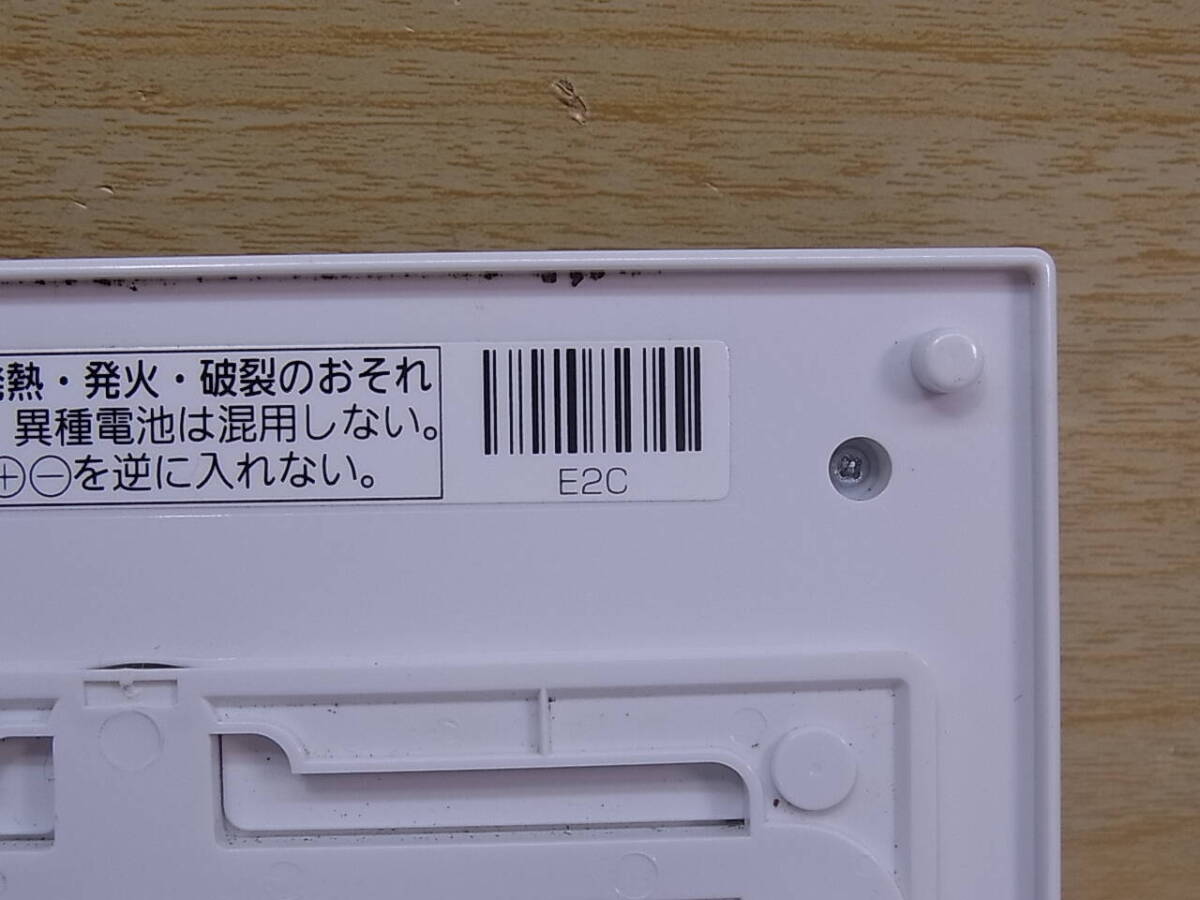 発熱・発火・破裂のおそれ
異種電池は混用しない。
⊕⊖を逆に入れない。
E2C